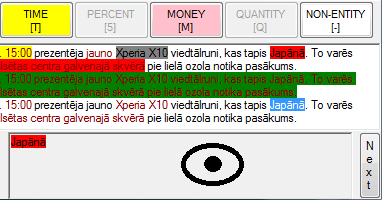 TIME PERCENT MONEY QUANTITY NON-ENTITY
[T] [S] [M] [Q] [-]
. 15:00 prezentēja jauno Xperia X10 viedtālruni, kas tapis Japānā. To varēs
lsētas centra galvenajā skvērā pie lielā ozola notika pasākums.
. 15:00 prezentēja jauno Xperia X10 viedtālruni, kas tapis Japānā. To varēs
lsētas centra galvenajā skvērā pie lielā ozola notika pasākums.
. 15:00 prezentēja jauno Xperia X10 viedtālruni, kas tapis Japānā. To varēs
lsētas centra galvenajā skvērā pie lielā ozola notika pasākums.
Japānā
Next